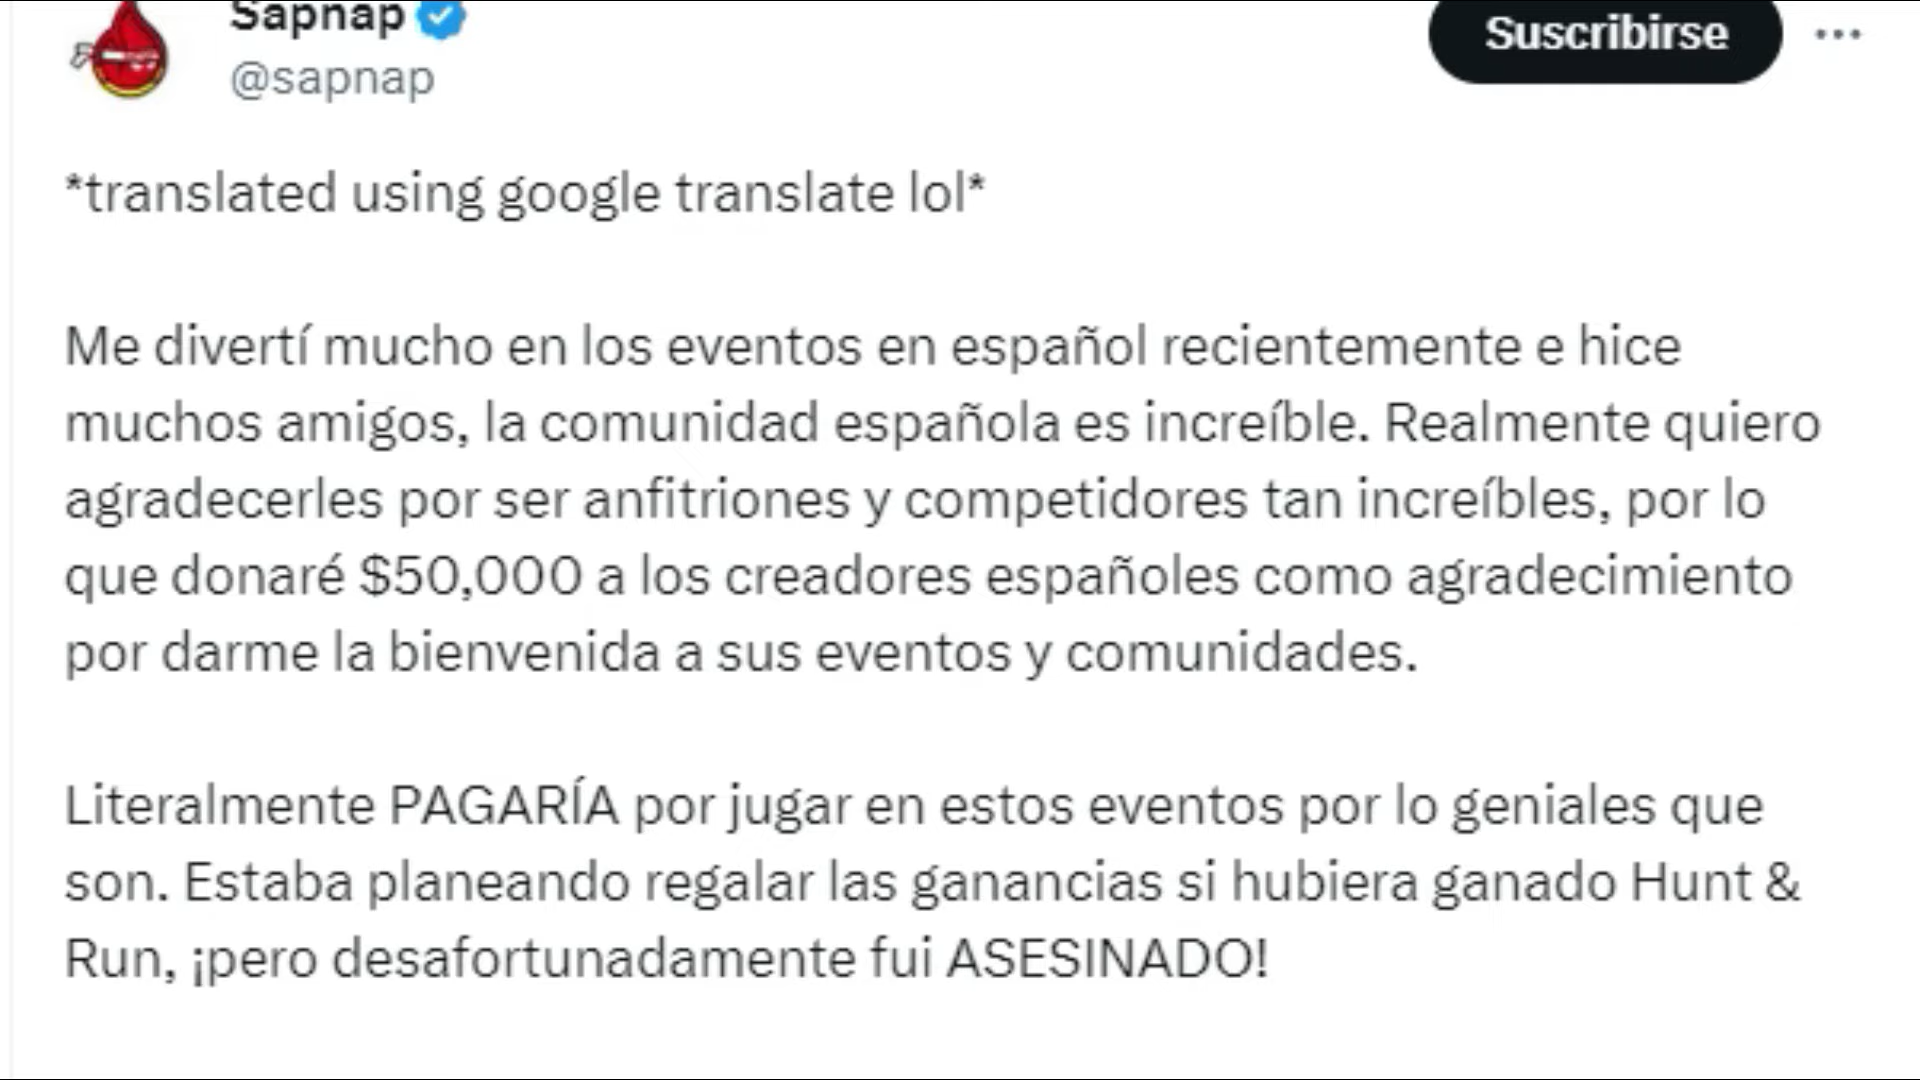 Sapnap
@sapnap
Suscribirse
*translated using google translate lol*
Me divertí mucho en los eventos en español recientemente e hice
muchos amigos, la comunidad española es increíble. Realmente quiero
agradecerles por ser anfitriones y competidores tan increíbles, por lo
que donaré $50,000 a los creadores españoles como agradecimiento
por darme la bienvenida a sus eventos y comunidades.
Literalmente PAGARÍA por jugar en estos eventos por lo geniales que
son. Estaba planeando regalar las ganancias si hubiera ganado Hunt &
Run, ¡pero desafortunadamente fui ASESINADO!